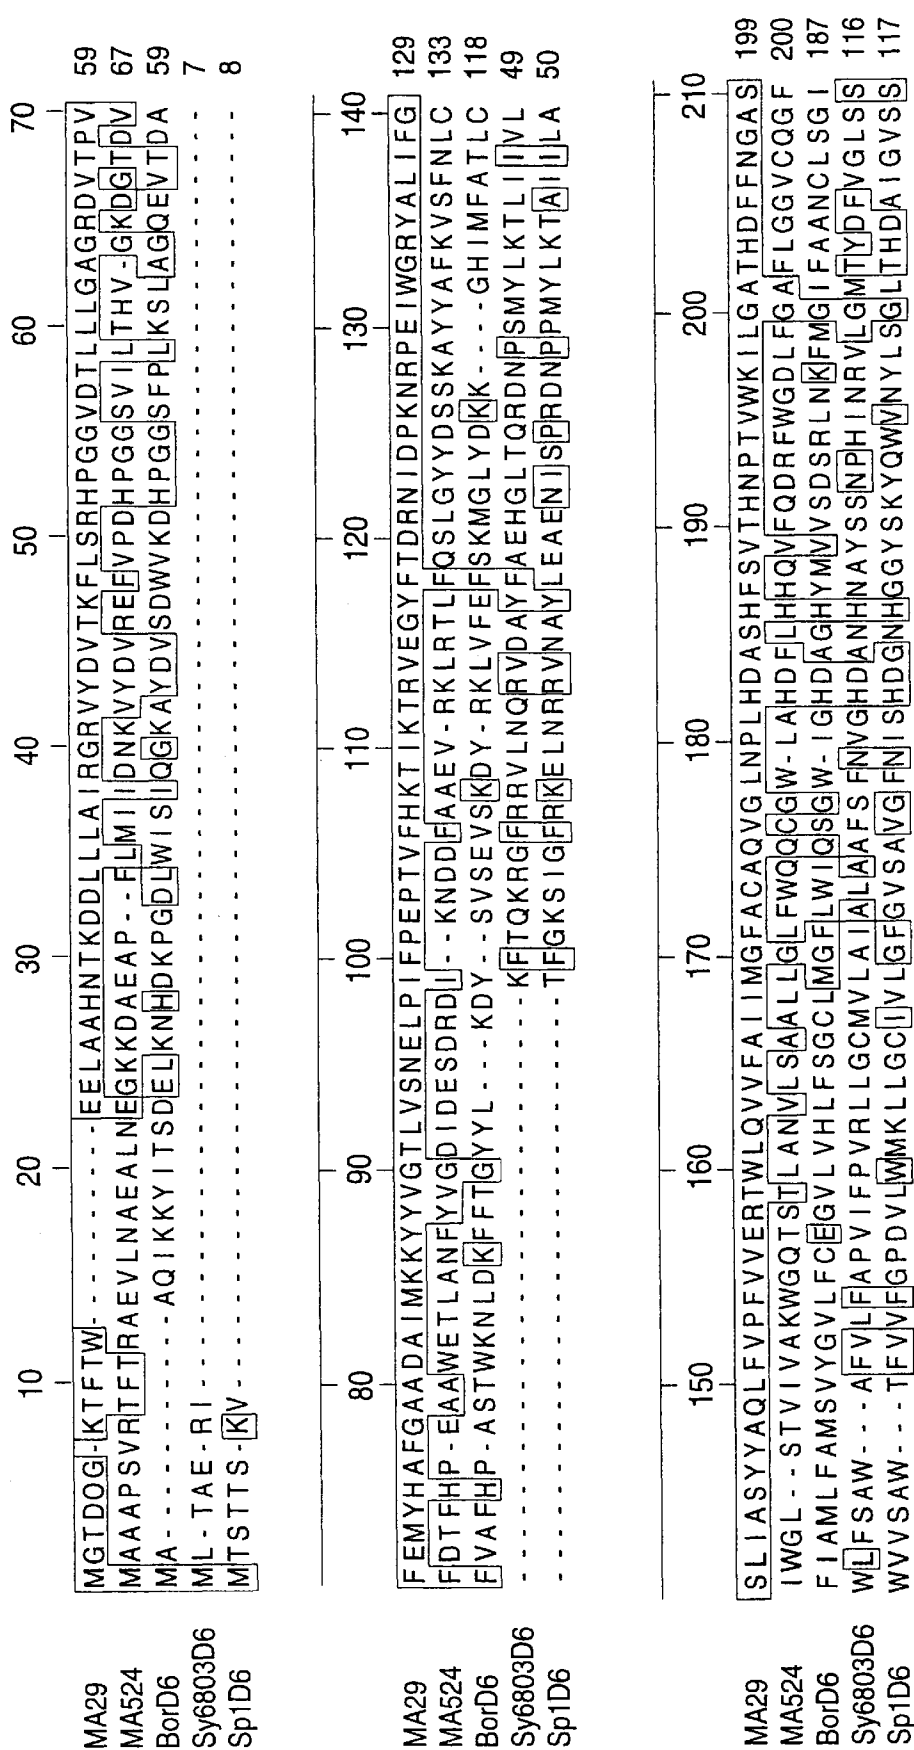 10 20 30 40 50 60 70
MA29 MGTDOG-KTFTW----------EELAAHNTKDDLLAIRGRVYDVTKFLSRHPGGVDTLLLGAGRDVTPV 59
MA524 MAAAPSVRTFTRAEVLNAEALNEGKKDAEAP--FLMIIDNKVYDVREFVPDHPGGSVILTHV-GKDGTDV 67
BorD6 MA-----------AQIKKYITSDELKNHDKPGDLWISIQGKAYDVSDWVKDHPGGSFPLKSLAGQEVTDA 59
Sy6803D6 ML-TAE-RI------------------------------------------------------------- 7
Sp1D6 MTSTTS-KV------------------------------------------------------------- 8
80 90 100 110 120 130 140
MA29 FEMYHAFGAADAIMKKYYVGTLVSNELPIFPEPTVFHKTIKTRVEGYFTDRNIDPKNRPEIWGRYALIFG 129
MA524 FDTFHP-EAAWETLANFYVGDIDESDRDI--KNDDFAAEV-RKLRTLFQSLGYYDSSKAYYAFKVSFNLC 133
BorD6 FVAFHP-ASTWKNLDKFFTGYYL---KDY--SVSEVSKDY-RKLVFEFSKMGLYDKK----GHIMFATLC 118
Sy6803D6 ----------------------------KFTQKRGFRRVLNQRVDAYFAEHGLTQRDNPSMYLKTLIIVL 49
Sp1D6 ----------------------------TFGKSIGFRKELNRRVNAYLEAENISPRDNPPMYLKTAIILA 50
150 160 170 180 190 200 210
MA29 SLIASYYAQLFVPFVVERTWLQVVFAIIMGFACAQVGLNPLHDASHFSVTHNPTVWKILGATHDFFNGAS 199
MA524 IWGL--STVIVAKWGQTSTLANVLSAALLGLFWQQCGW-LAHDFLHHQVFQDRFWGDLFGAFLGGVCQGF 200
BorD6 FIAMLFAMSVYGVLFCEGVLVHLFSGCLMGFLWIQSGW-IGHDAGHYMVVSDSRLNKFMGIFAANCLSGI 187
Sy6803D6 WLFSAW---AFVLFAPVIFPVRLLGCMVLAIALAAFSFNVGHDANHNAYSSNPHINRVLGMTYDFVGLSS 116
Sp1D6 WVVSAW---TFVVFGPDVLWMKLLGCIVLGFGVSAVGFNISHDGNHGGYSKYQWVNYLSGLTHDAIGVSS 117